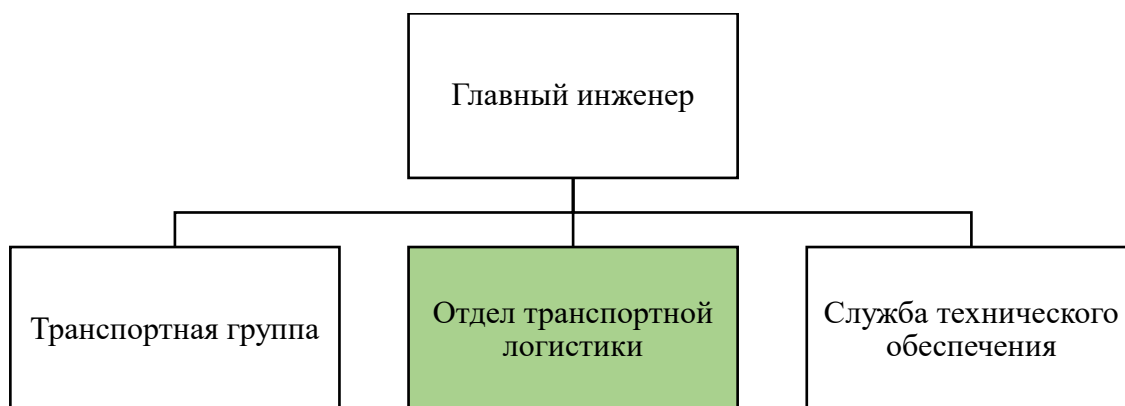 Главный инженер
Транспортная группа
Отдел транспортной
логистики
Служба технического
обеспечения